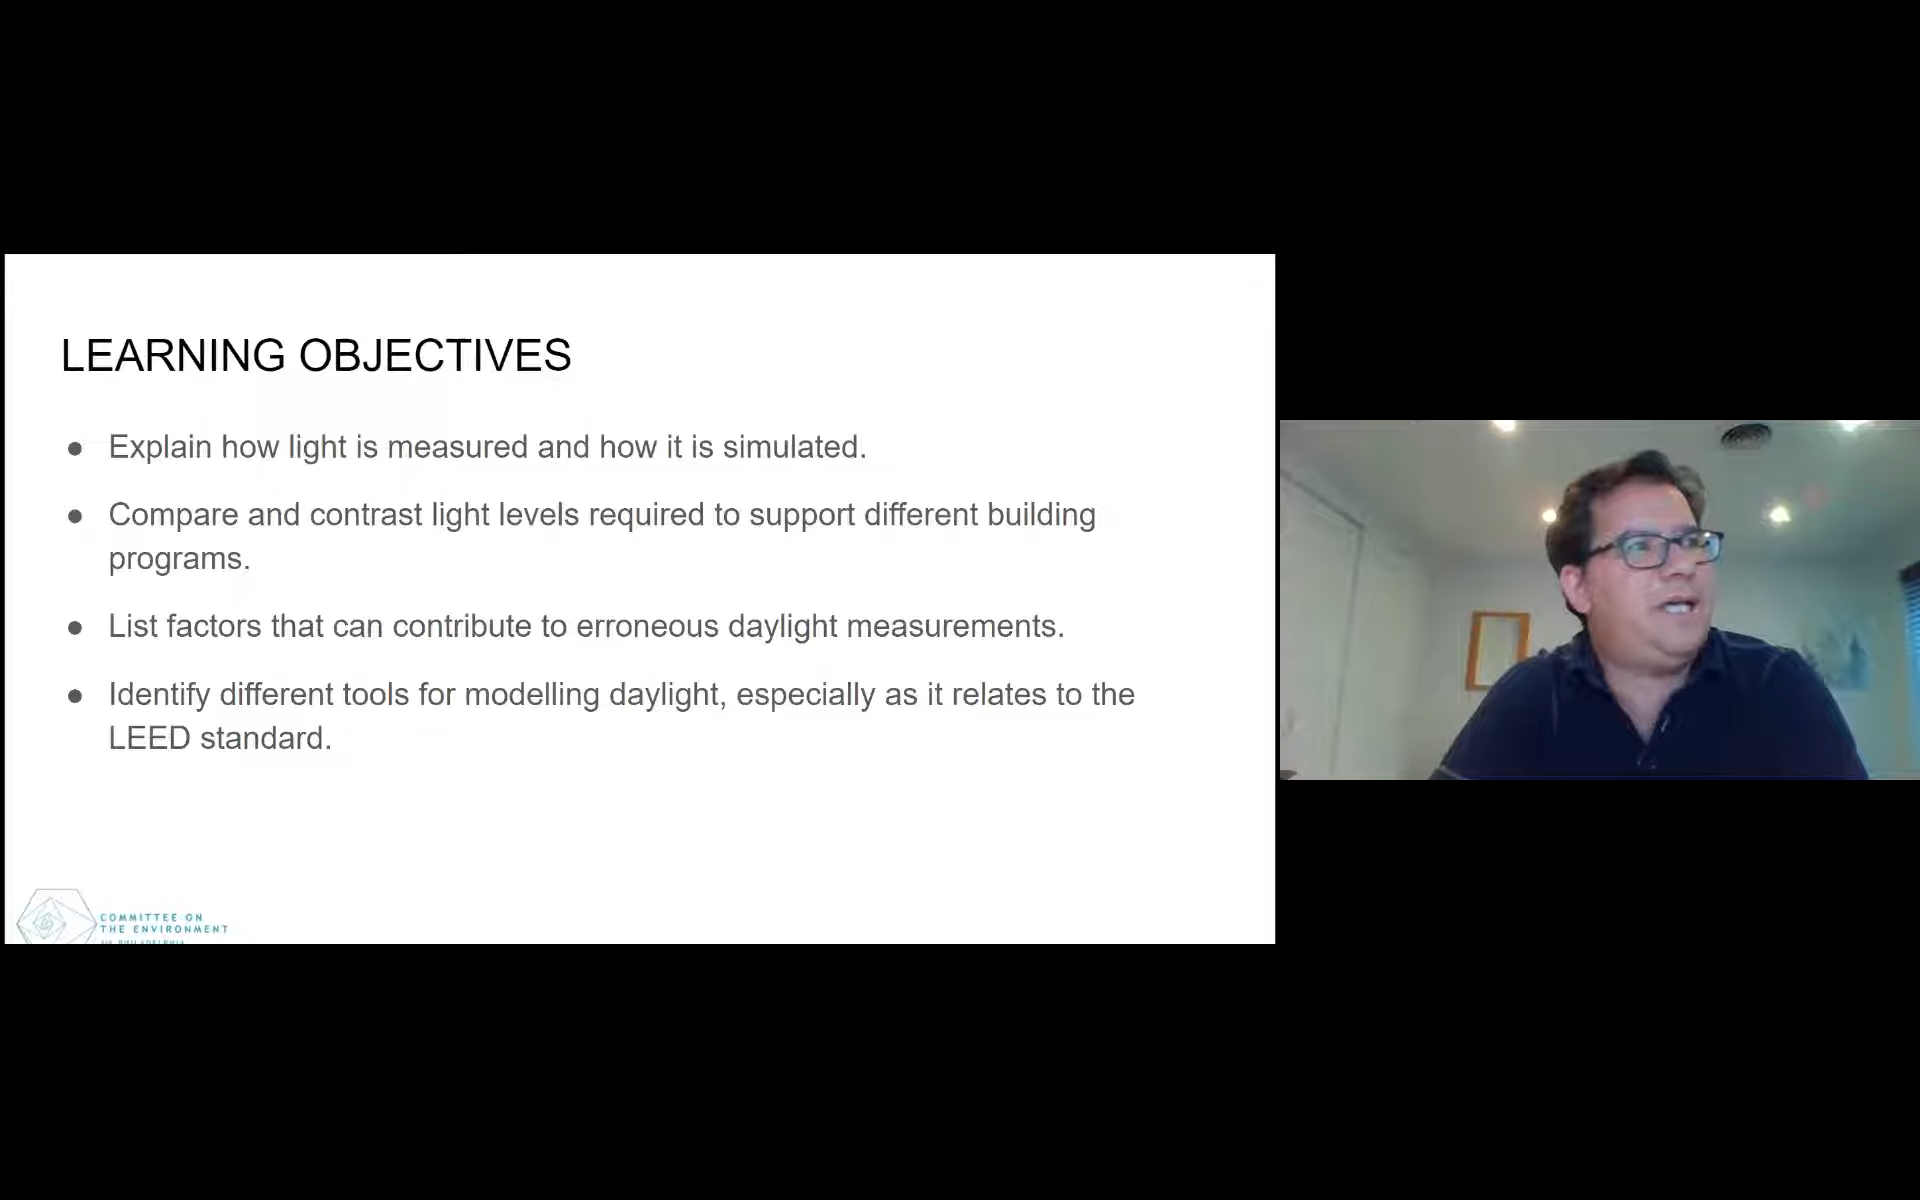 LEARNING OBJECTIVES
● Explain how light is measured and how it is simulated.
● Compare and contrast light levels required to support different building
programs.
● List factors that can contribute to erroneous daylight measurements.
● Identify different tools for modelling daylight, especially as it relates to the
LEED standard.
COMMITTEE ON
THE ENVIRONMENT
AIA PHILADELPHIA